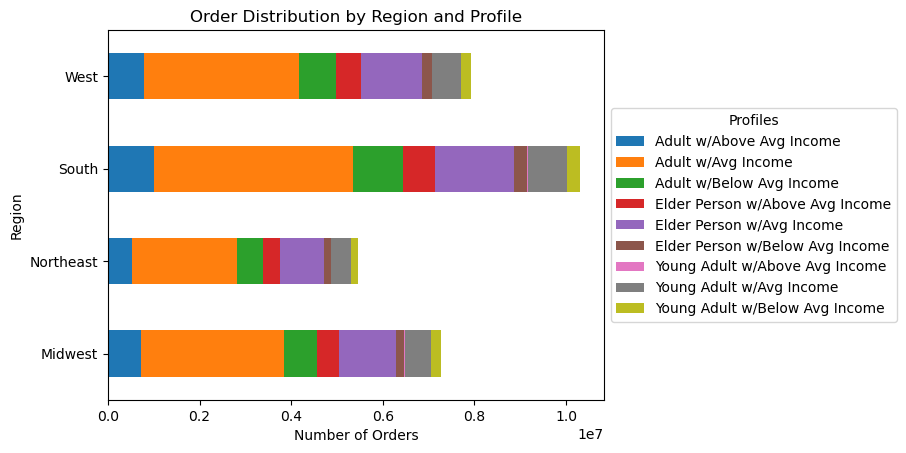 Order Distribution by Region and Profile
Region
West
South
Northeast
Midwest
0.0 0.2 0.4 0.6 0.8 1.0
1e7
Number of Orders
Profiles
Adult w/Above Avg Income
Adult w/Avg Income
Adult w/Below Avg Income
Elder Person w/Above Avg Income
Elder Person w/Avg Income
Elder Person w/Below Avg Income
Young Adult w/Above Avg Income
Young Adult w/Avg Income
Young Adult w/Below Avg Income